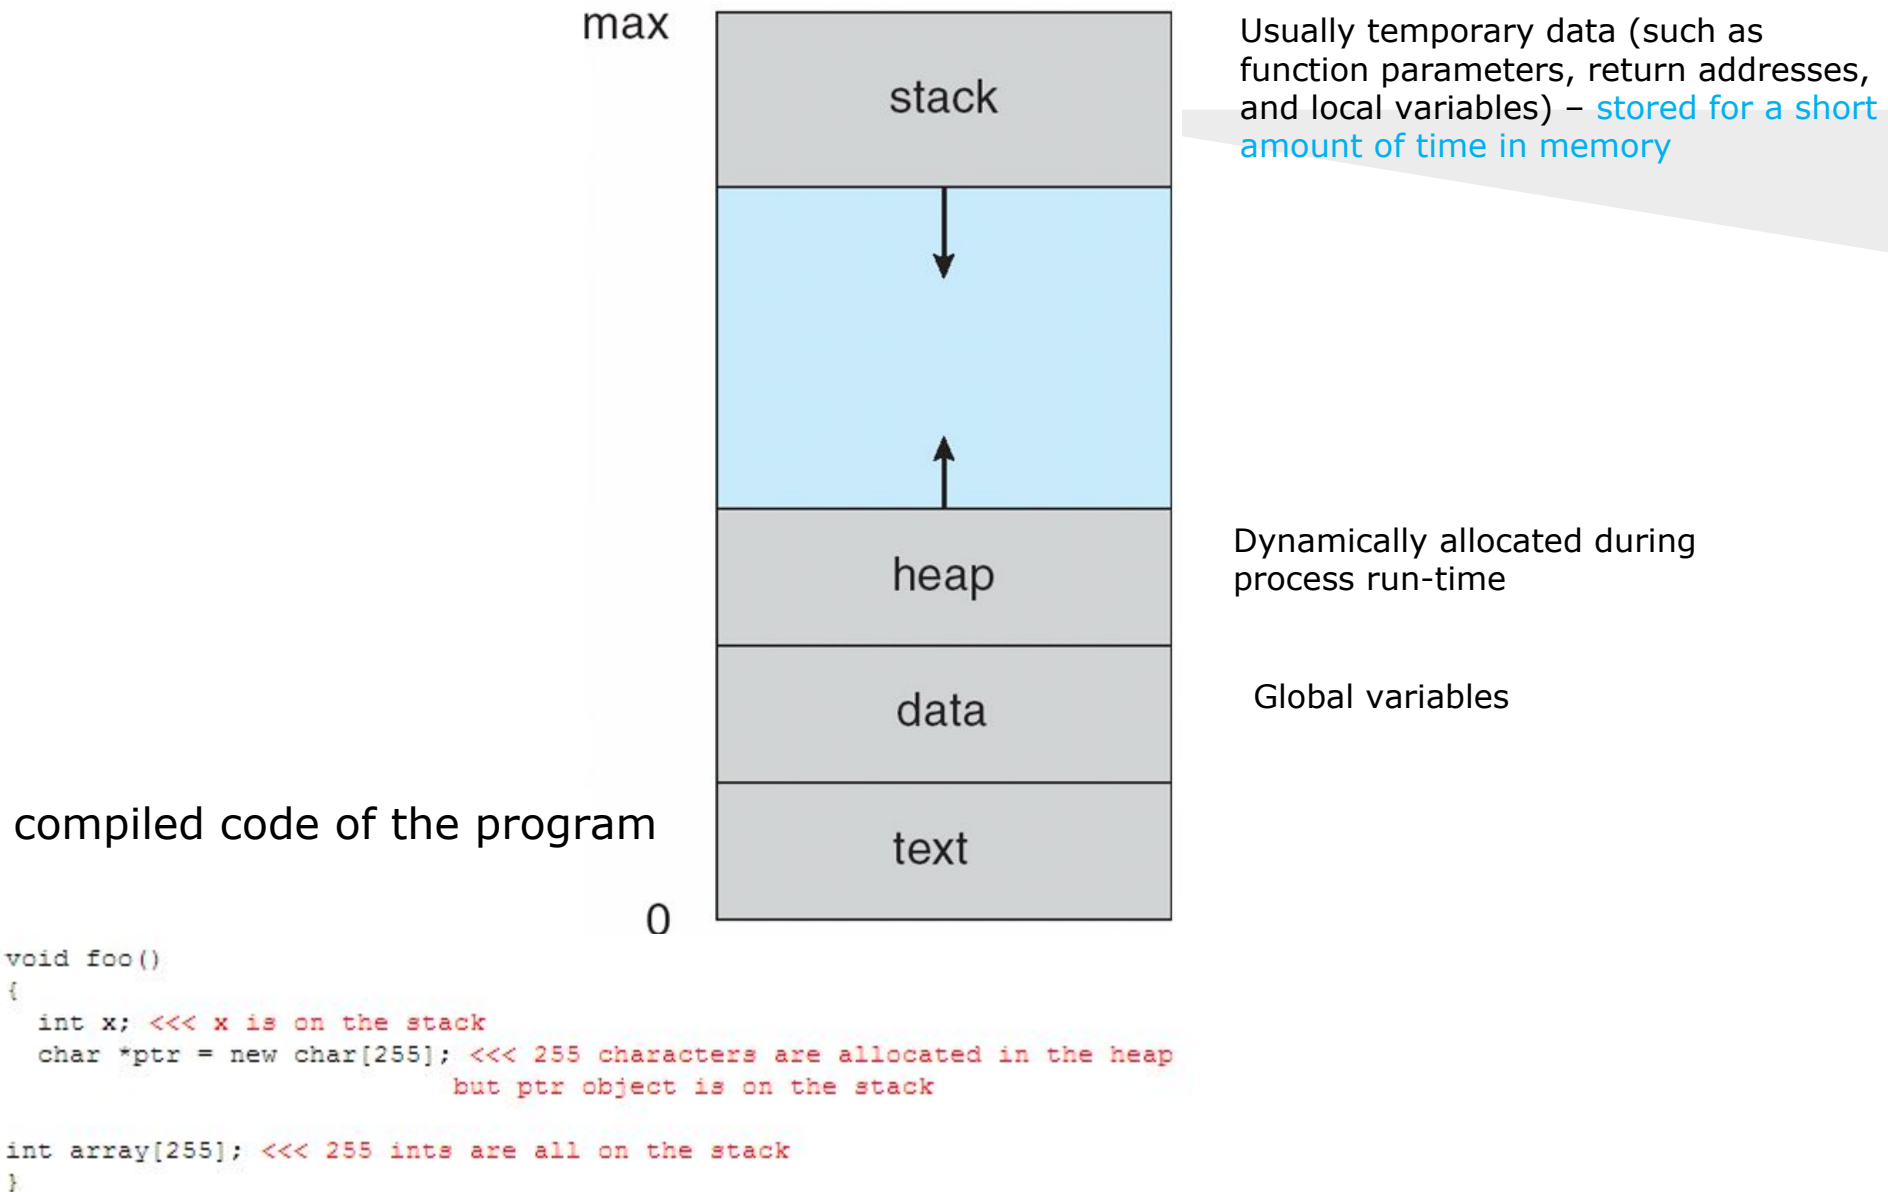 max
stack
Usually temporary data (such as
function parameters, return addresses,
and local variables) – stored for a short
amount of time in memory
heap
Dynamically allocated during
process run-time
data
Global variables
compiled code of the program
text
0
void foo()
{
int x; <<< x is on the stack
char *ptr = new char[255]; <<< 255 characters are allocated in the heap
but ptr object is on the stack
int array[255]; <<< 255 ints are all on the stack
}